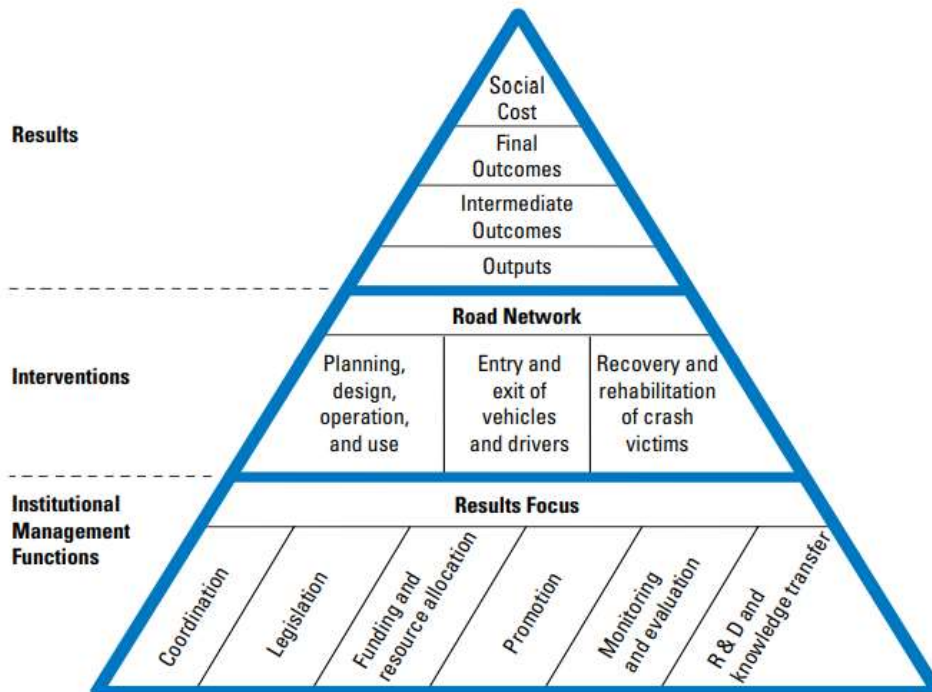 Results
Social
Cost
Final
Outcomes
Intermediate
Outcomes
Outputs
Interventions
Road Network
Planning,
design,
operation,
and use
Entry and
exit of
vehicles
and drivers
Recovery and
rehabilitation
of crash
victims
Institutional
Management
Functions
Results Focus
Coordination
Legislation
Funding and
resource allocation
Promotion
Monitoring
and evaluation
R & D and
knowledge transfer